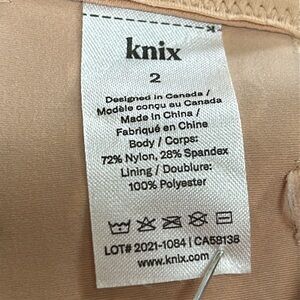 knix
2
Designed in Canada /
Modèle conçu au Canada
Made in China /
Fabriqué en Chine
Body / Corps:
72% Nylon, 28% Spandex
Lining / Doublure:
100% Polyester
LOT# 2021-1084 | CA58136
www.knix.com